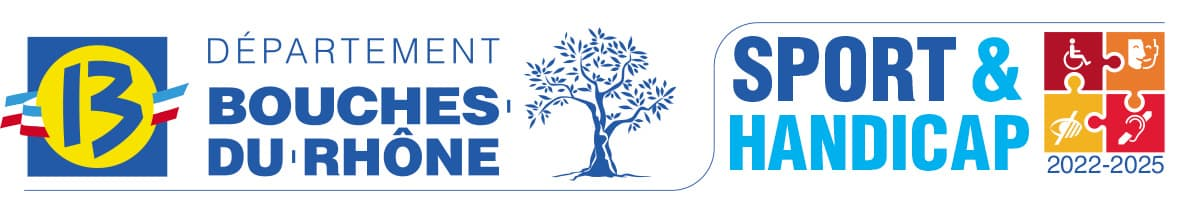 13
DÉPARTEMENT
BOUCHES-
DU-RHÔNE
SPORT &
HANDICAP
2022-2025